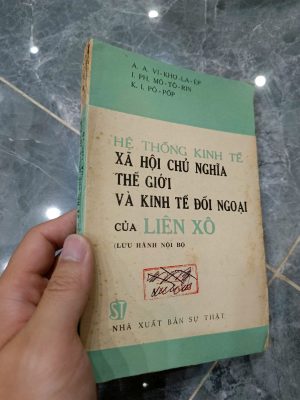 A. A. VI-KHO-LA-ÉP
I. PH. MÔ-TÔ-RIN
K. I. PÔ-PỐP
HỆ THỐNG KINH TẾ
XÃ HỘI CHỦ NGHĨA
THẾ GIỚI
VÀ KINH TẾ ĐỐI NGOẠI
CỦA LIÊN XÔ
(LƯU HÀNH NỘI BỘ
ST
NHÀ XUẤT BẢN SỰ THẬT